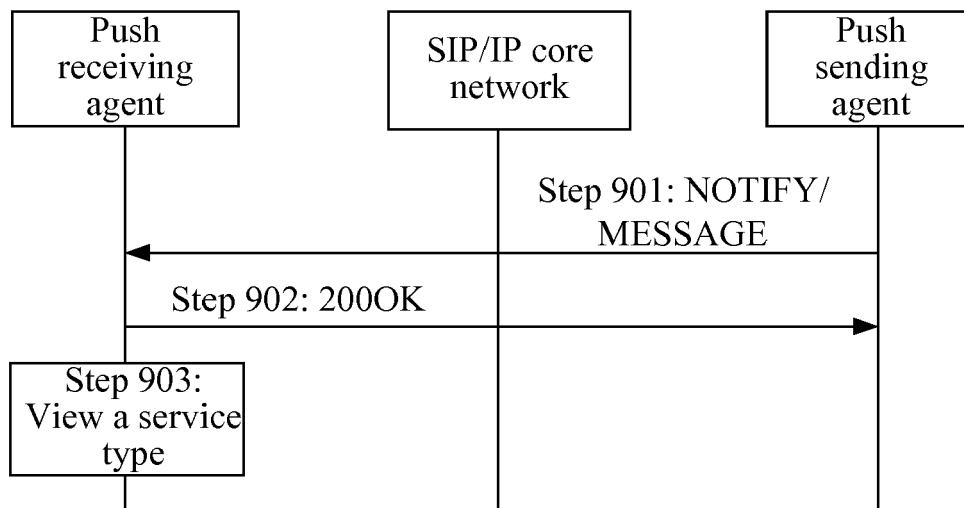 Push
receiving
agent
SIP/IP core
network
Push
sending
agent
Step 901: NOTIFY/
MESSAGE
Step 902: 200OK
Step 903:
View a service
type